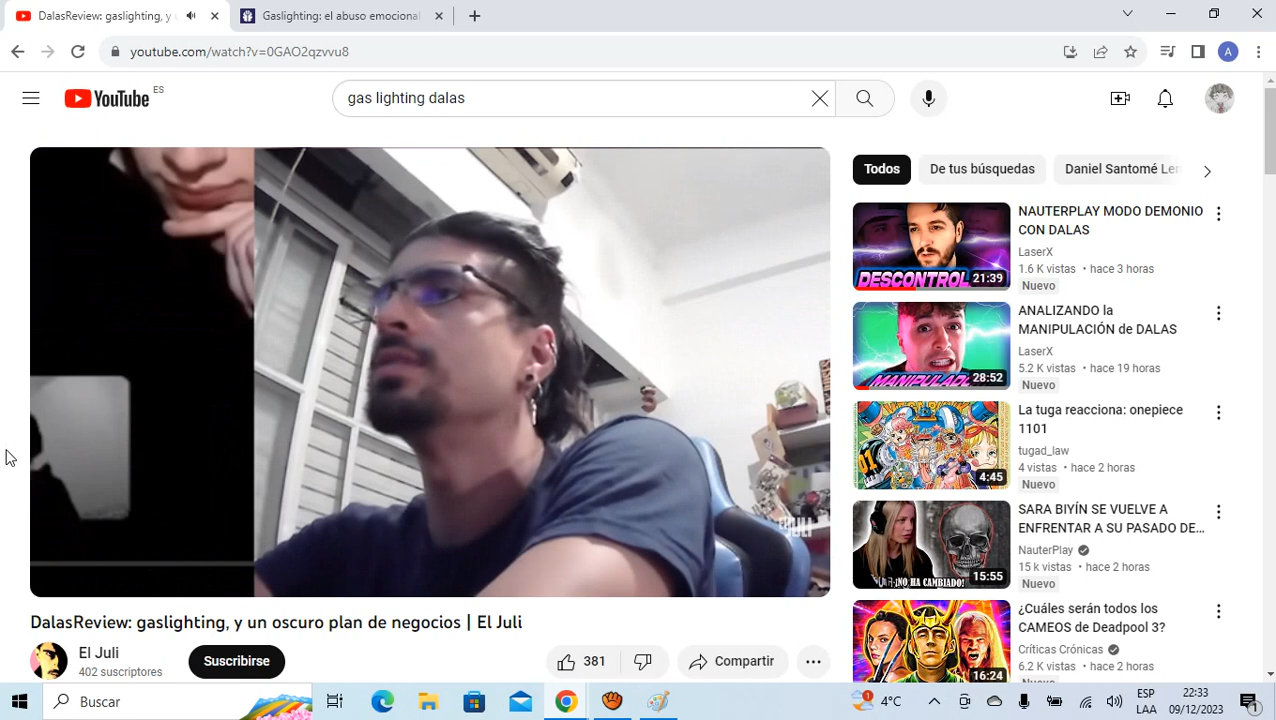 DalasReview: gaslighting, y u
Gaslighting: el abuso emocional
youtube.com/watch?v=0GAO2qzvvu8
A
YouTube ES
gas lighting dalas
Todos
De tus búsquedas
Daniel Santomé Len
DESCONTROL
21:39
NAUTERPLAY MODO DEMONIO
CON DALAS
LaserX
1.6 K vistas • hace 3 horas
Nuevo
28:52
ANALIZANDO la
MANIPULACIÓN de DALAS
LaserX
5.2 K vistas • hace 19 horas
Nuevo
4:45
La tuga reacciona: onepiece
1101
tugad_law
4 vistas • hace 2 horas
Nuevo
¡NO HA CAMBIADO!
15:55
SARA BIYÍN SE VUELVE A
ENFRENTAR A SU PASADO DE...
NauterPlay
15 k vistas • hace 2 horas
Nuevo
16:24
¿Cuáles serán todos los
CAMEOS de Deadpool 3?
Críticas Crónicas
6.2 K vistas • hace 2 horas
DalasReview: gaslighting, y un oscuro plan de negocios | El Juli
El Juli
402 suscriptores
Suscribirse
381
Compartir
Buscar
4°C
ESP
LAA
22:33
09/12/2023
1